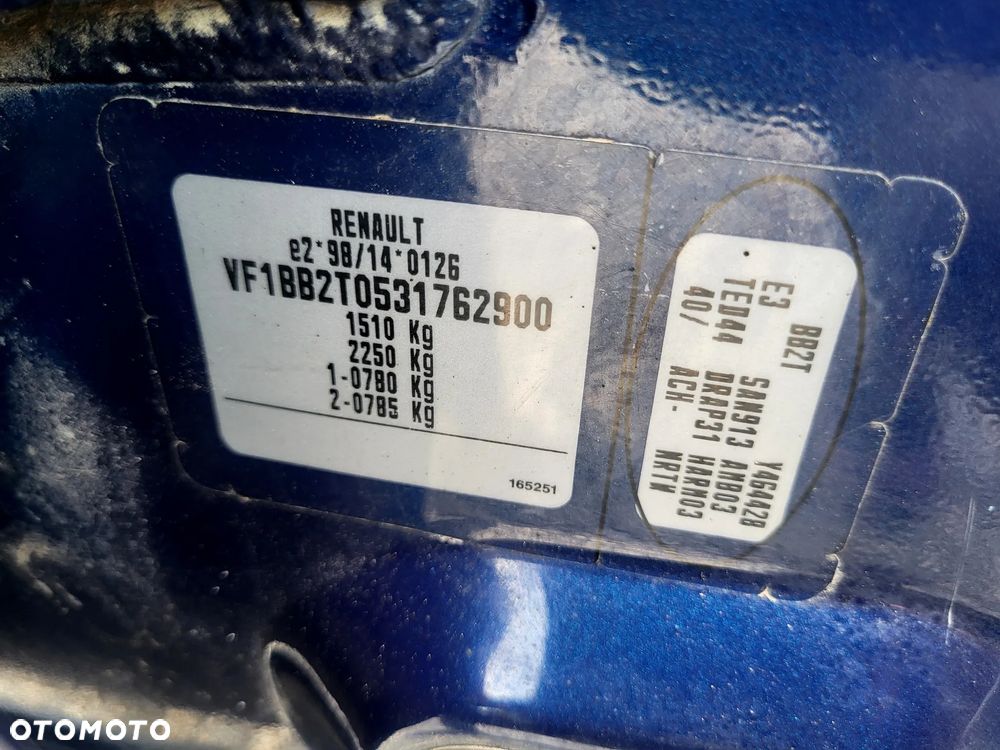 RENAULT
e2*98/14*0126
VF1BB2T0531762900
1510 Kg
2250 Kg
1-0780 Kg
2-0785 Kg
165251
BB2T Y464428
E3 SAN913 ANB03
TED44 DRAP31 HARM03
40/ ACH- NRTM
OTOMOTO